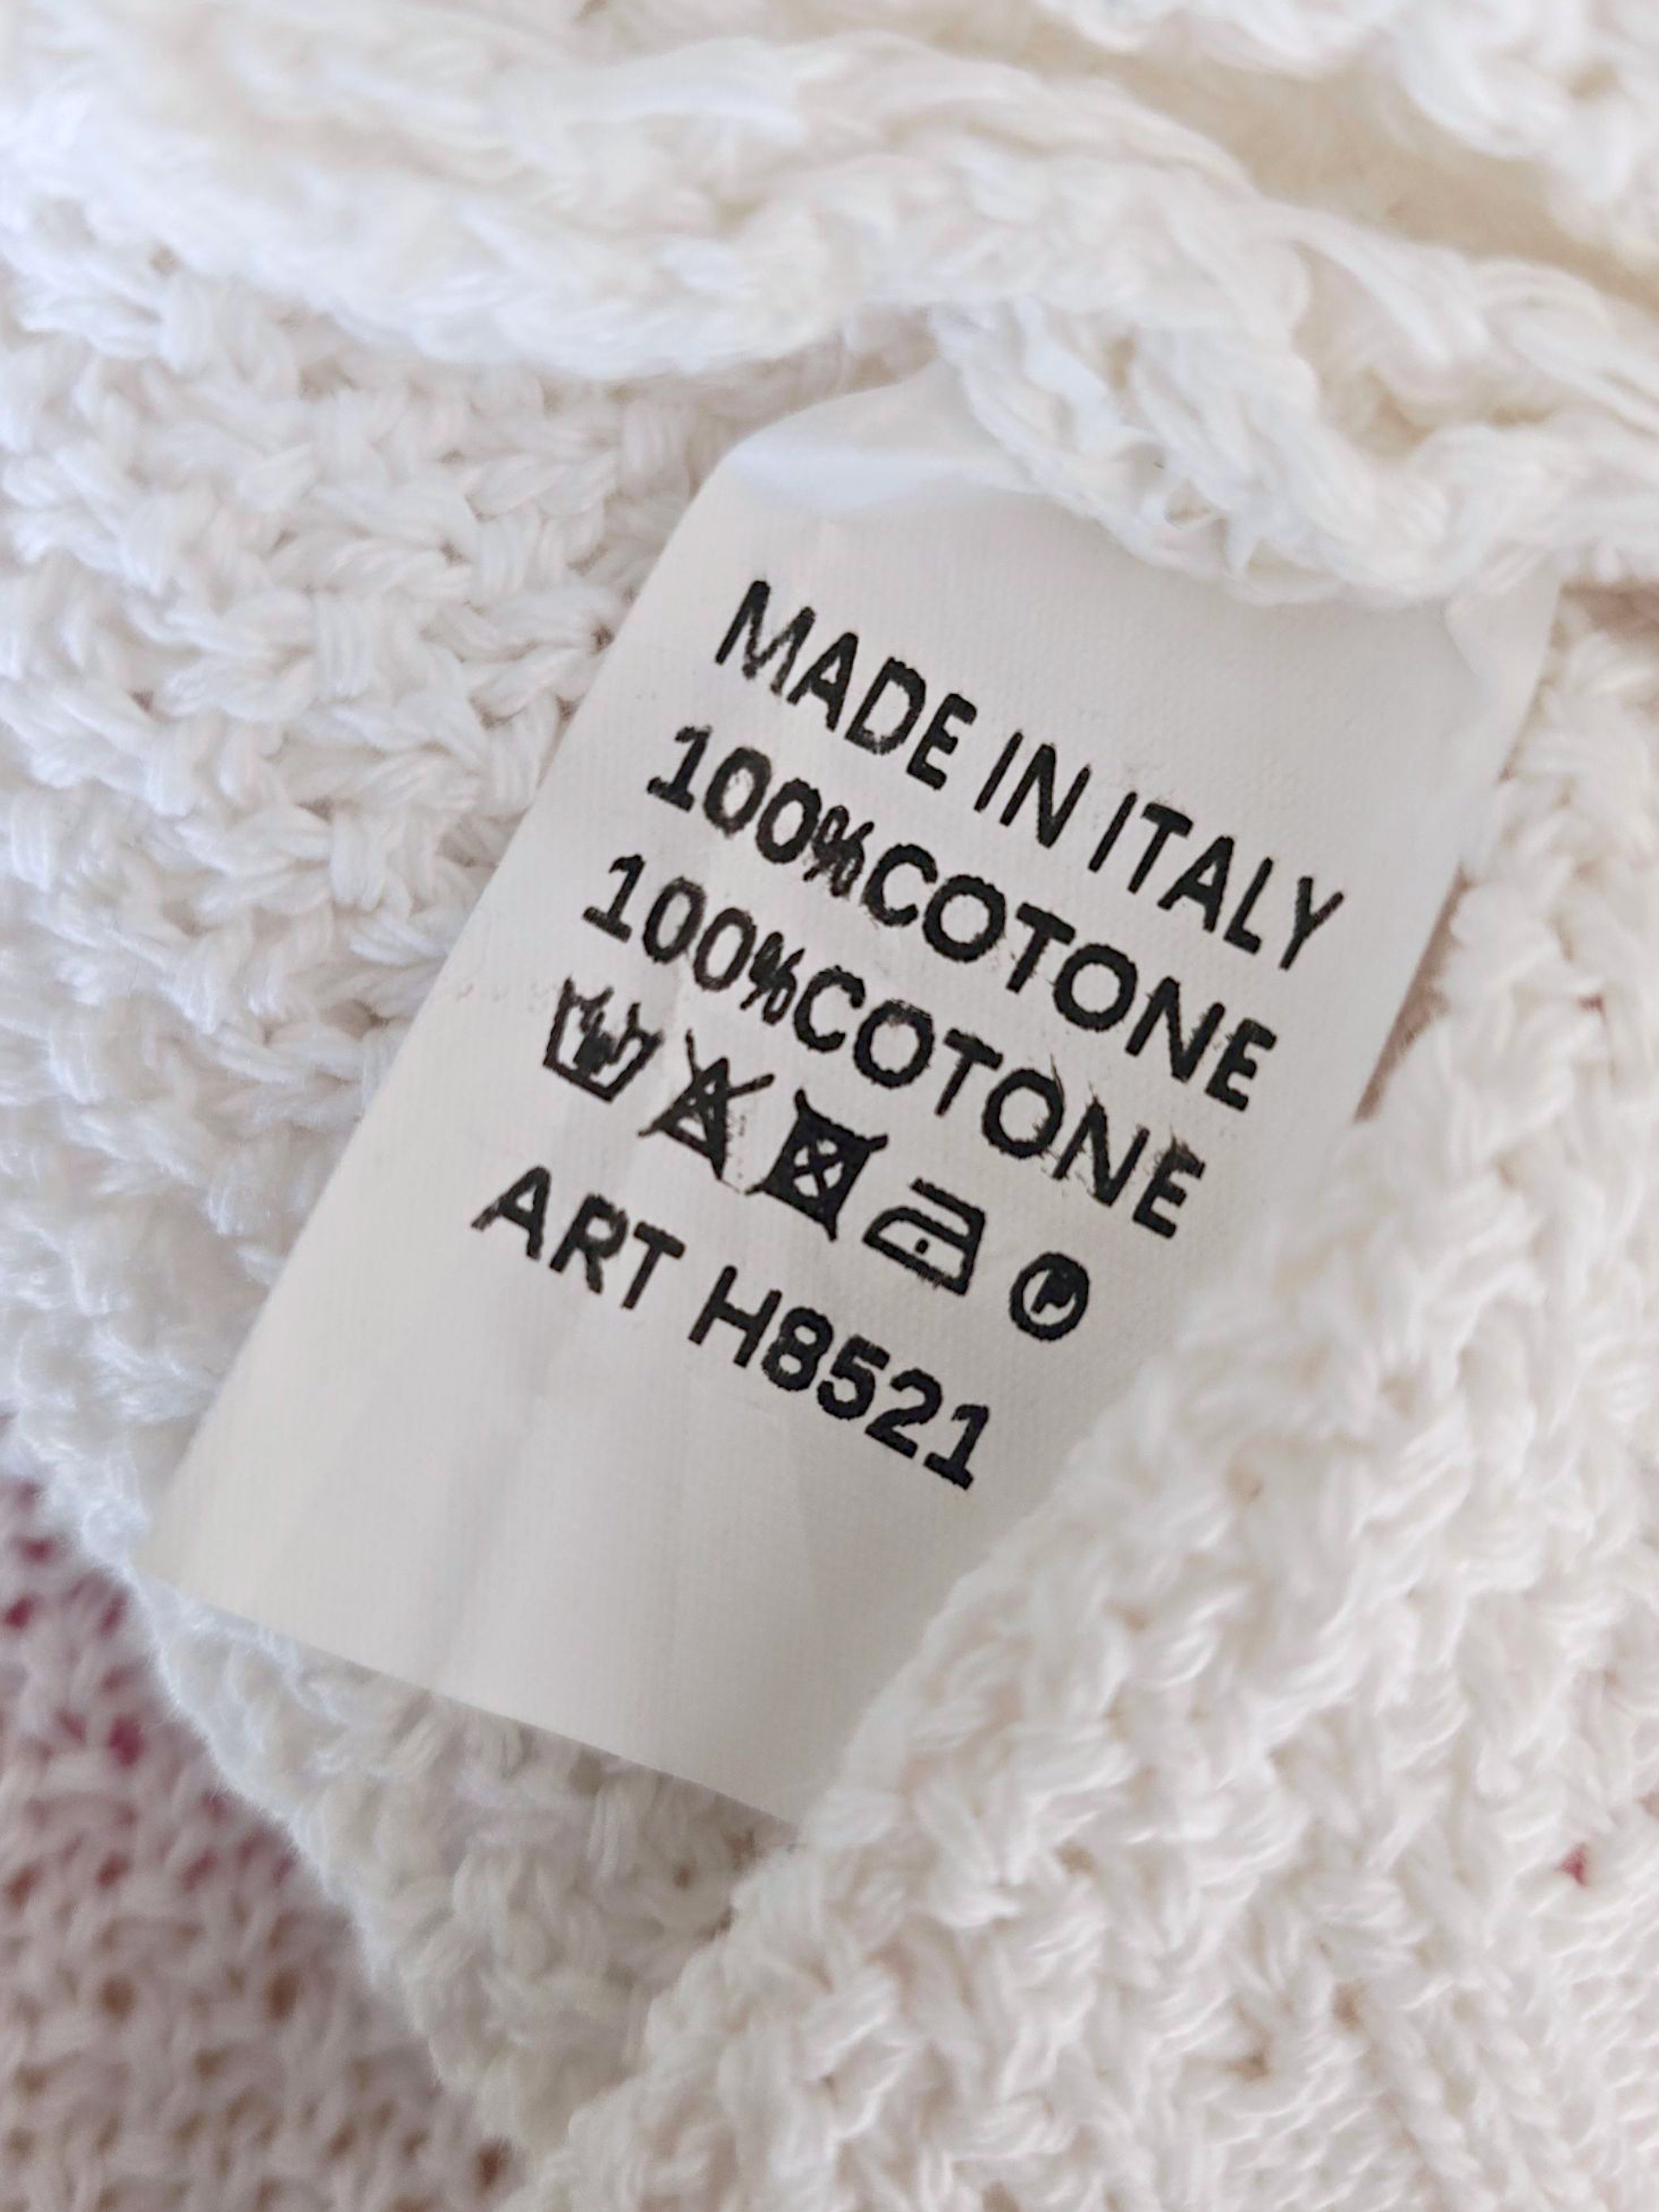 MADE IN ITALY
100%COTONE
100%COTONE
P
ART H8521